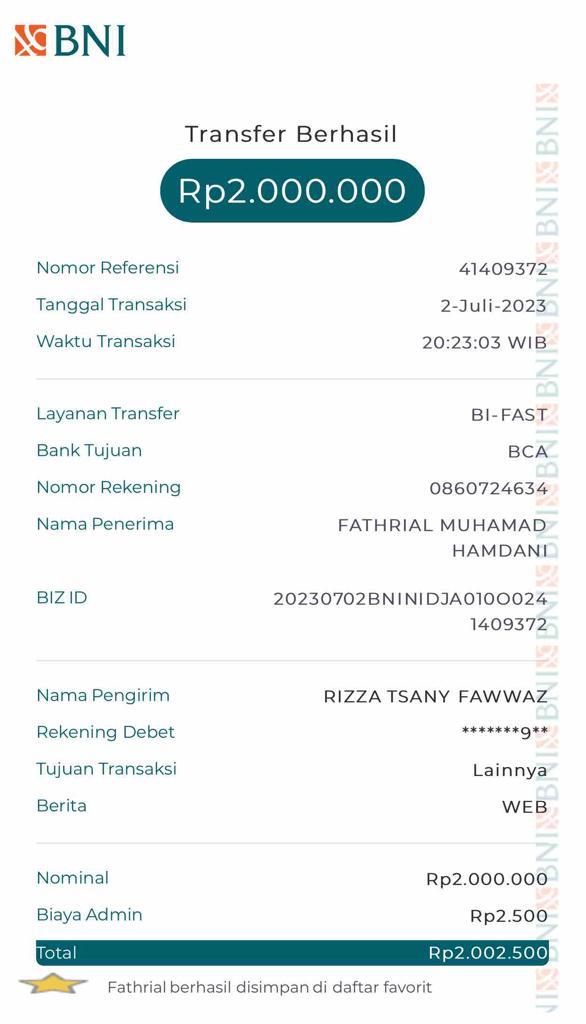 BNI
Transfer Berhasil
Rp2.000.000
Nomor Referensi 41409372
Tanggal Transaksi 2-Juli-2023
Waktu Transaksi 20:23:03 WIB
Layanan Transfer BI-FAST
Bank Tujuan BCA
Nomor Rekening 0860724634
Nama Penerima FATHRIAL MUHAMAD
HAMDANI
BIZ ID 20230702BNINIDJA010O024
1409372
Nama Pengirim RIZZA TSANY FAWWAZ
Rekening Debet *******9**
Tujuan Transaksi Lainnya
Berita WEB
Nominal Rp2.000.000
Biaya Admin Rp2.500
Total Rp2.002.500
Fathrial berhasil disimpan di daftar favorit
BNI BNI BNI BNI BNI BNI BNI BNI BNI BNI BNI